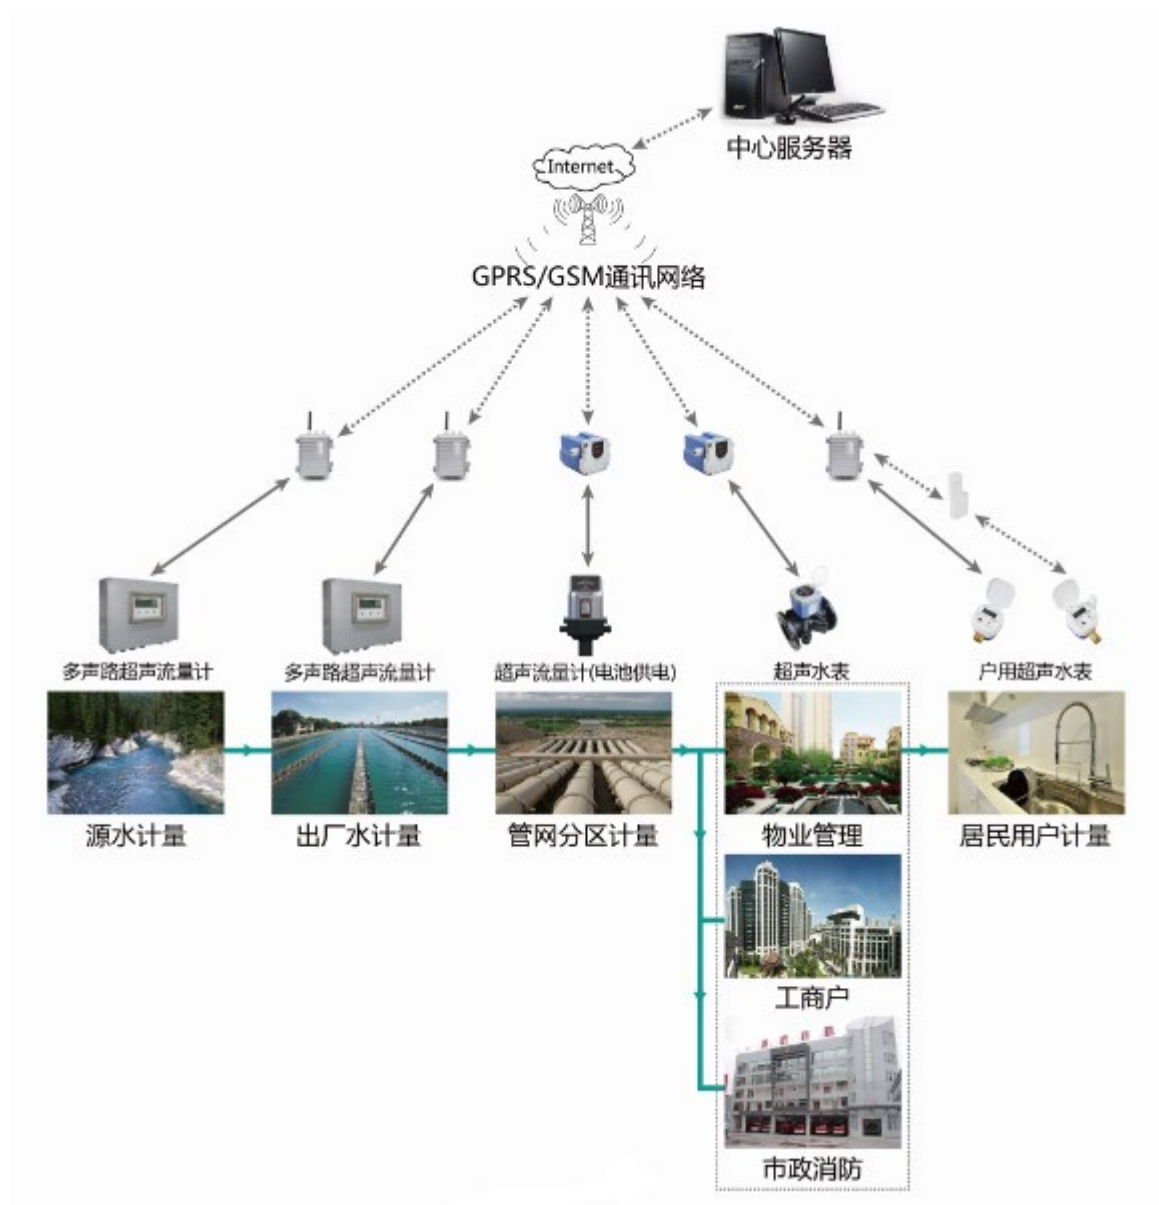 中心服务器
Internet
GPRS/GSM通讯网络
多声路超声流量计
多声路超声流量计
超声流量计(电池供电)
超声水表
户用超声水表
源水计量
出厂水计量
管网分区计量
物业管理
居民用户计量
工商户
市政消防